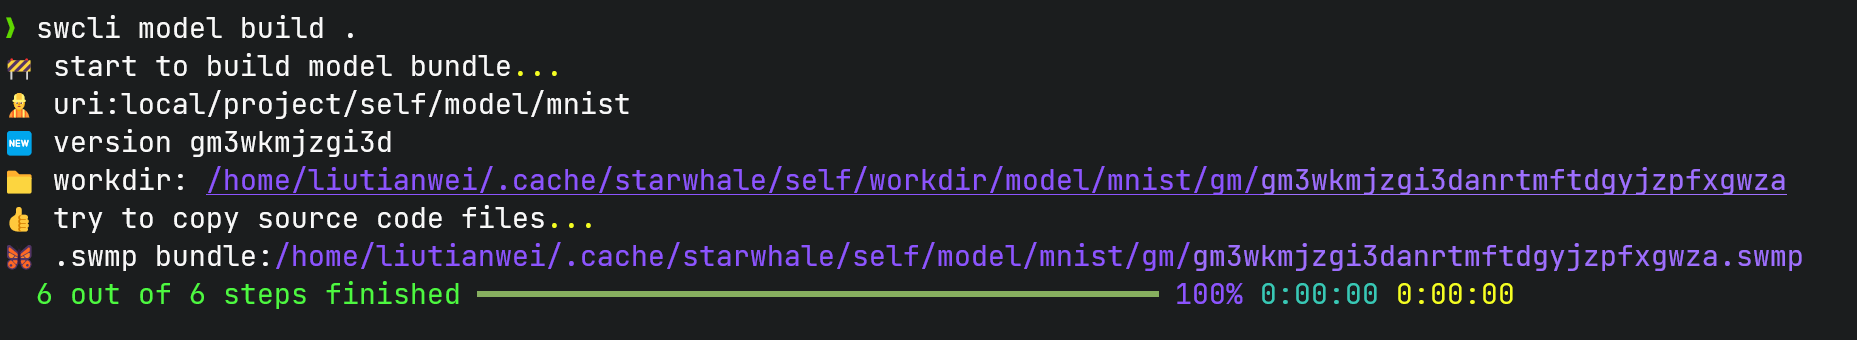 ❱ swcli model build .
🚧 start to build model bundle...
👷 uri:local/project/self/model/mnist
🆕 version gm3wkmjzgi3d
📁 workdir: /home/liutianwei/.cache/starwhale/self/workdir/model/mnist/gm/gm3wkmjzgi3danrtmftdgyjzpfxgwza
👍 try to copy source code files...
🦋 .swmp bundle:/home/liutianwei/.cache/starwhale/self/model/mnist/gm/gm3wkmjzgi3danrtmftdgyjzpfxgwza.swmp
6 out of 6 steps finished ━━━━━━━━━━━━━━━━━━━━━━━━━━━━━━━━━━━━━━━━ 100% 0:00:00 0:00:00